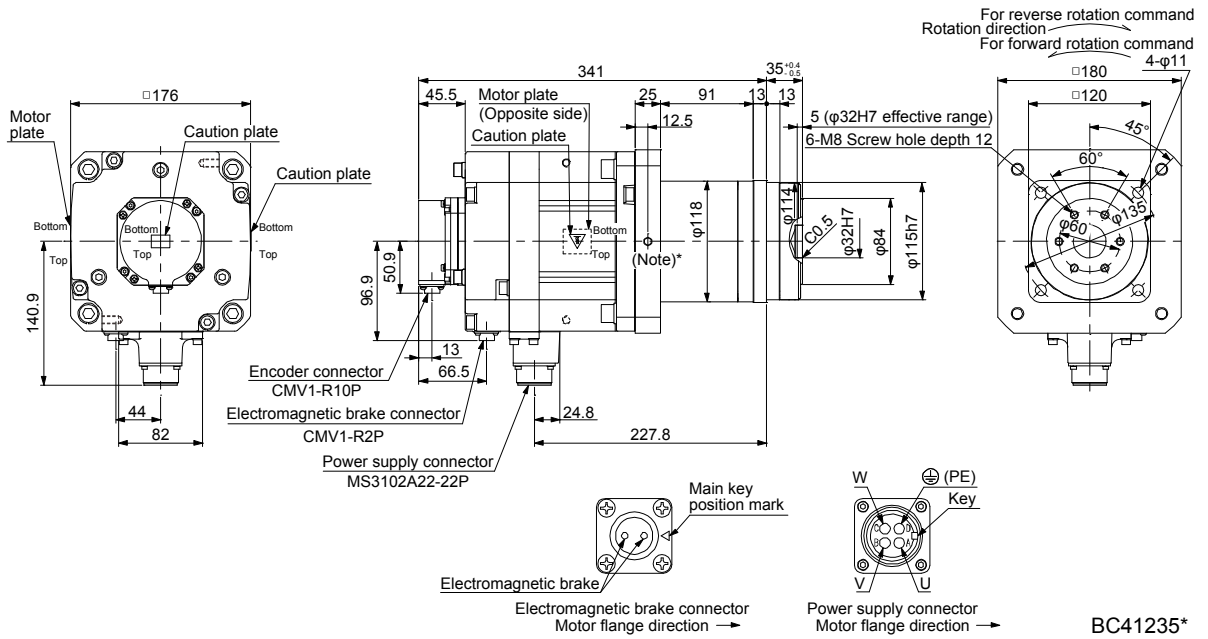 For reverse rotation command
Rotation direction
For forward rotation command
□176
Motor
plate
Caution plate
Caution plate
Bottom
Top
Bottom
Top
Bottom
Top
140.9
44
82
341
35 +0.4 -0.5
45.5
Motor plate
(Opposite side)
Caution plate
25
91
13
13
12.5
5 (φ32H7 effective range)
6-M8 Screw hole depth 12
Bottom
Top
(Note)*
φ118
φ114
C0.5
φ32H7
φ84
φ115h7
96.9
50.9
13
66.5
Encoder connector
CMV1-R10P
Electromagnetic brake connector
CMV1-R2P
Power supply connector
MS3102A22-22P
24.8
227.8
□180
4-φ11
□120
45°
60°
φ135
φ60
Main key
position mark
Electromagnetic brake
Electromagnetic brake connector
Motor flange direction
W
(PE)
Key
C
D
B
A
V
U
Power supply connector
Motor flange direction
BC41235*